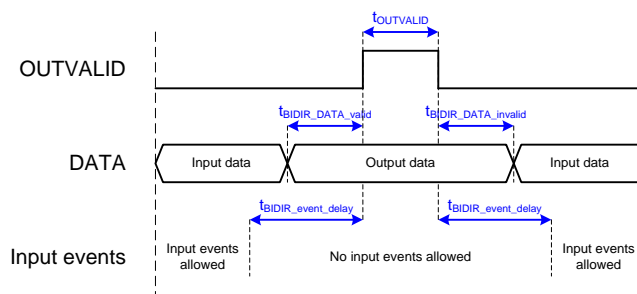 tOUTVALID
OUTVALID
tBIDIR_DATA_valid
tBIDIR_DATA_invalid
DATA
Input data
Output data
Input data
tBIDIR_event_delay
tBIDIR_event_delay
Input events
Input events
allowed
No input events allowed
Input events
allowed